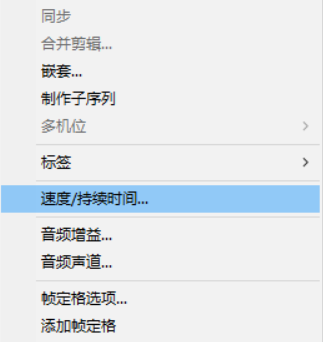 同步
合并剪辑...
嵌套...
制作子序列
多机位
标签
速度/持续时间...
音频增益...
音频声道...
帧定格选项...
添加帧定格